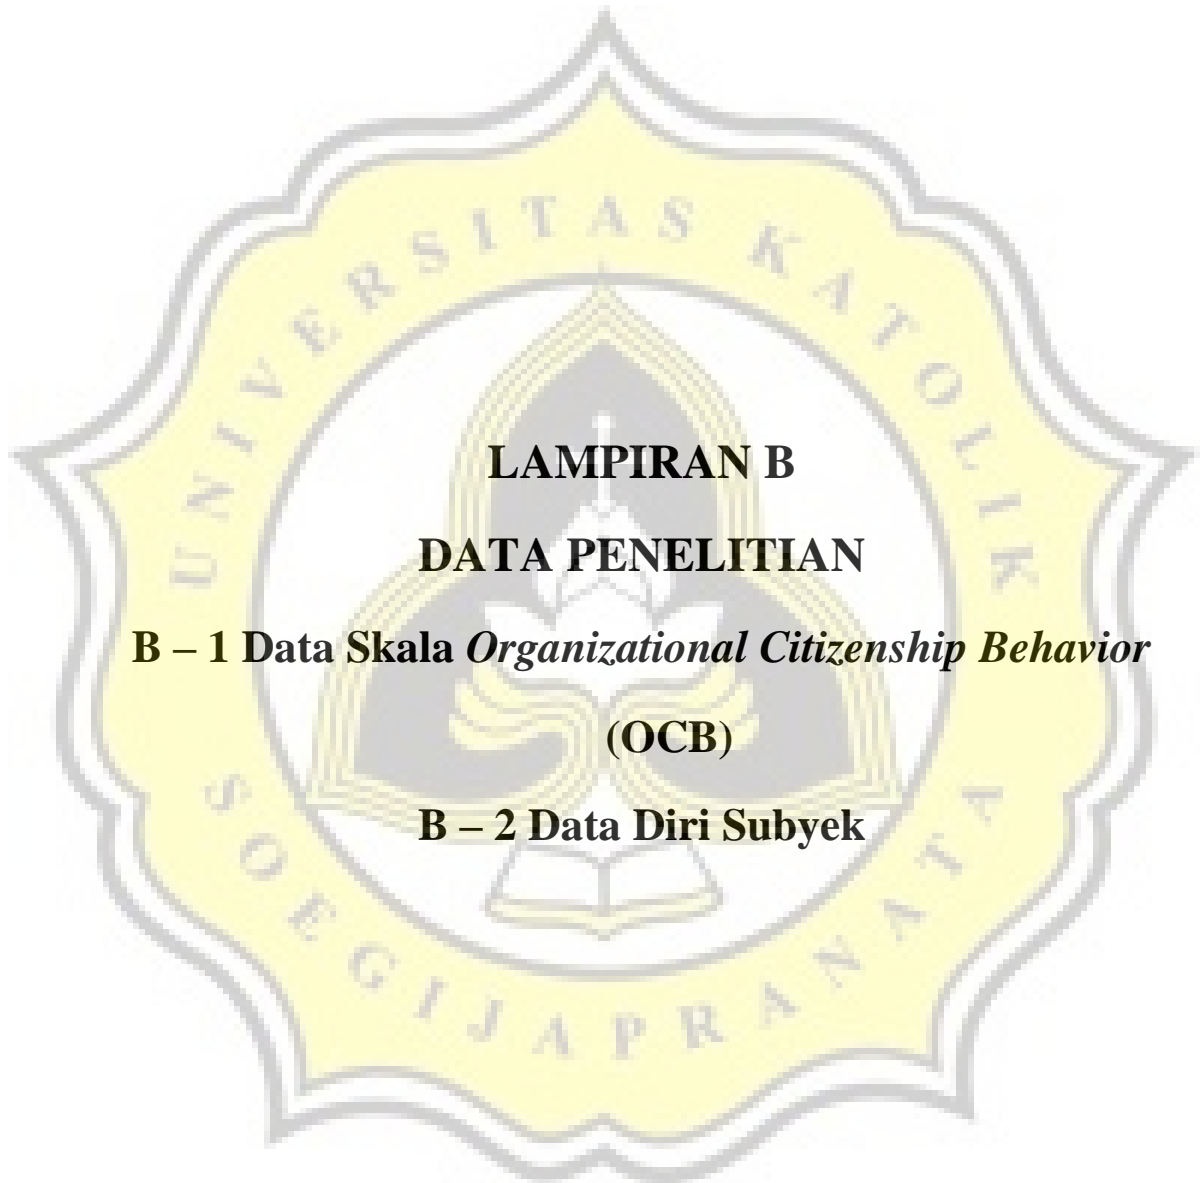 UNIVERSITAS KATOLIK
LAMPIRAN B
DATA PENELITIAN
B – 1 Data Skala Organizational Citizenship Behavior
(OCB)
B – 2 Data Diri Subyek
SOEGIJAPRANATA